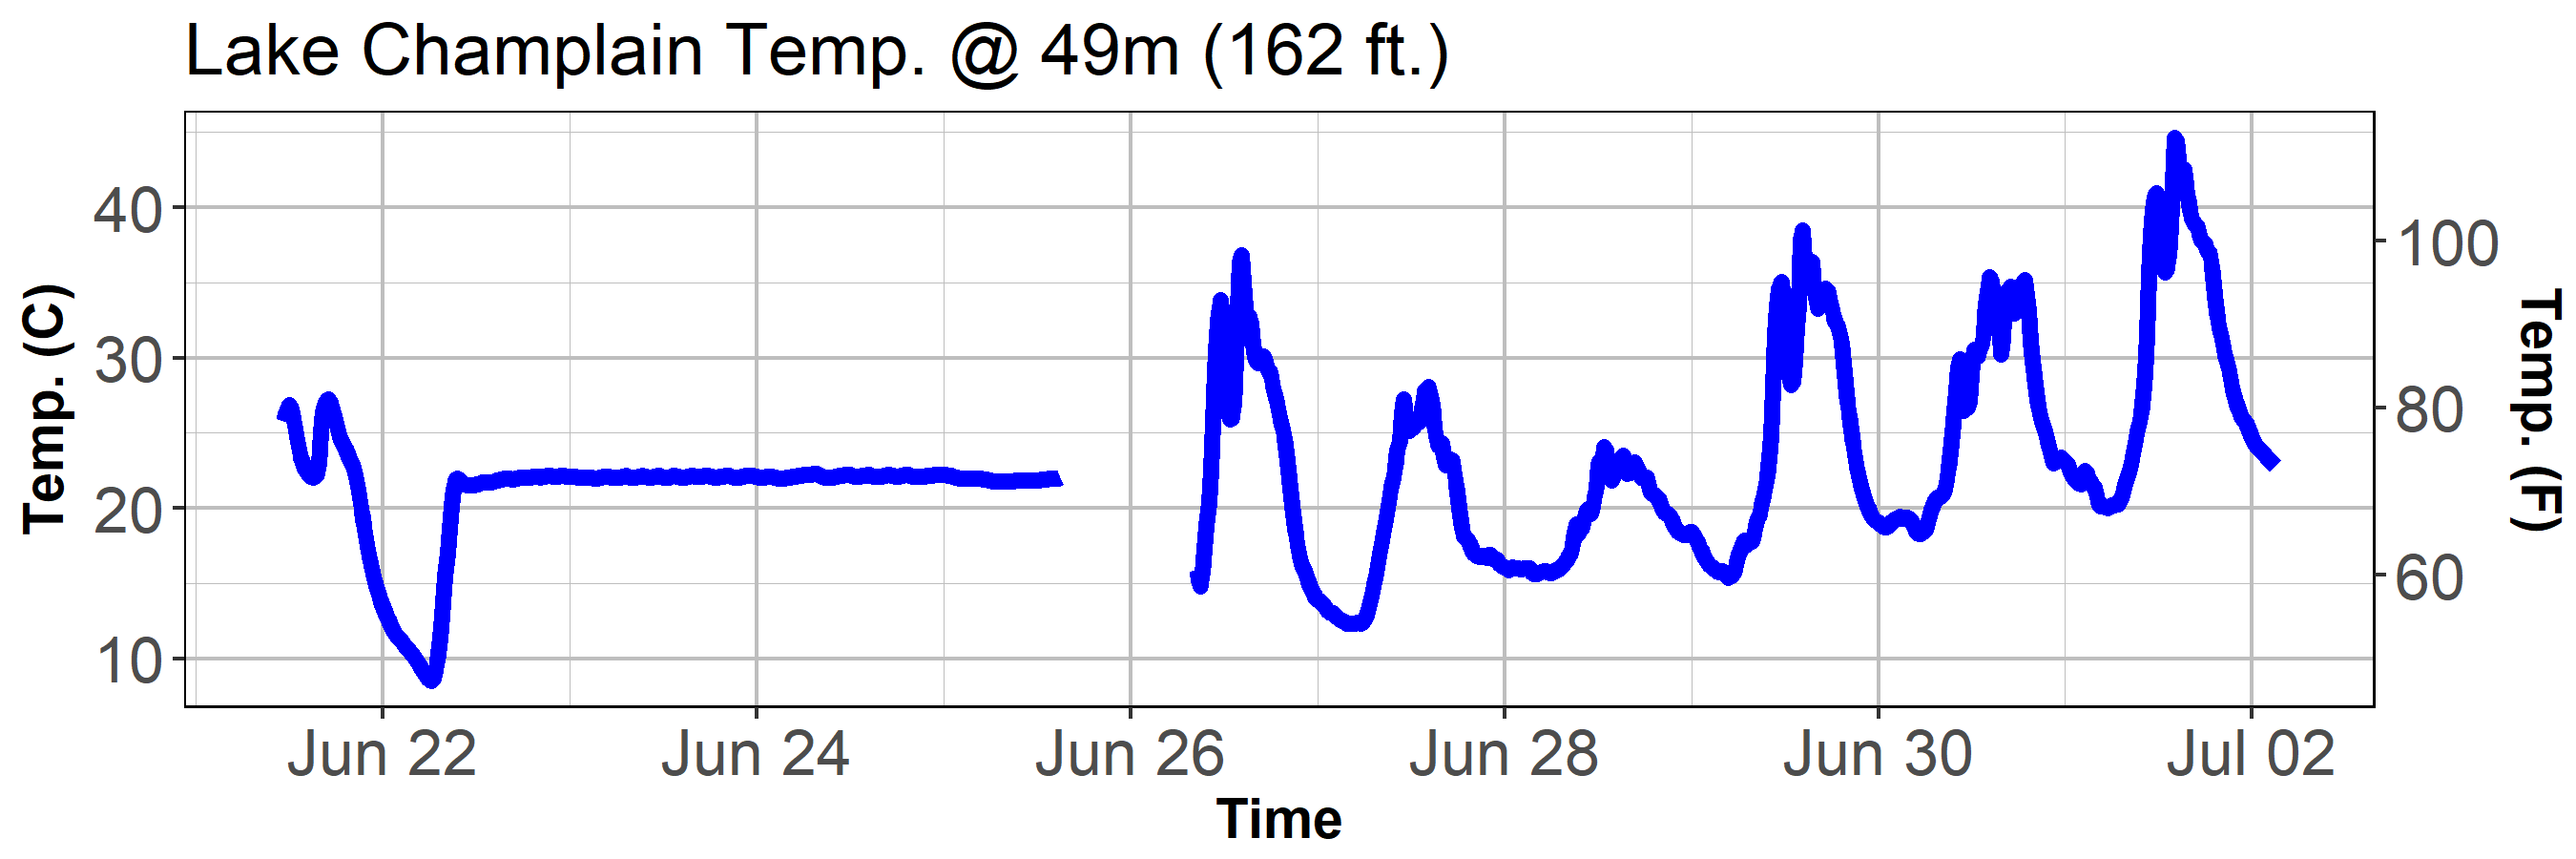 Lake Champlain Temp. @ 49m (162 ft.)
Temp. (C)
40
30
20
10
100
80
60
Temp. (F)
Jun 22 Jun 24 Jun 26 Jun 28 Jun 30 Jul 02
Time